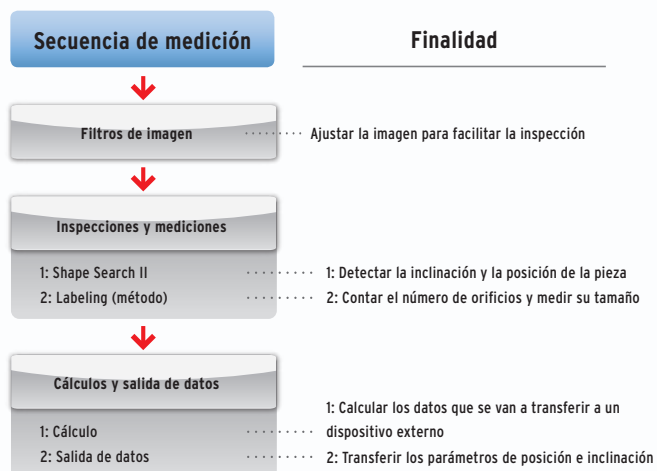 Secuencia de medición
Finalidad
Filtros de imagen
Ajustar la imagen para facilitar la inspección
Inspecciones y mediciones
1: Shape Search II
1: Detectar la inclinación y la posición de la pieza
2: Labeling (método)
2: Contar el número de orificios y medir su tamaño
Cálculos y salida de datos
1: Cálculo
1: Calcular los datos que se van a transferir a un
dispositivo externo
2: Salida de datos
2: Transferir los parámetros de posición e inclinación